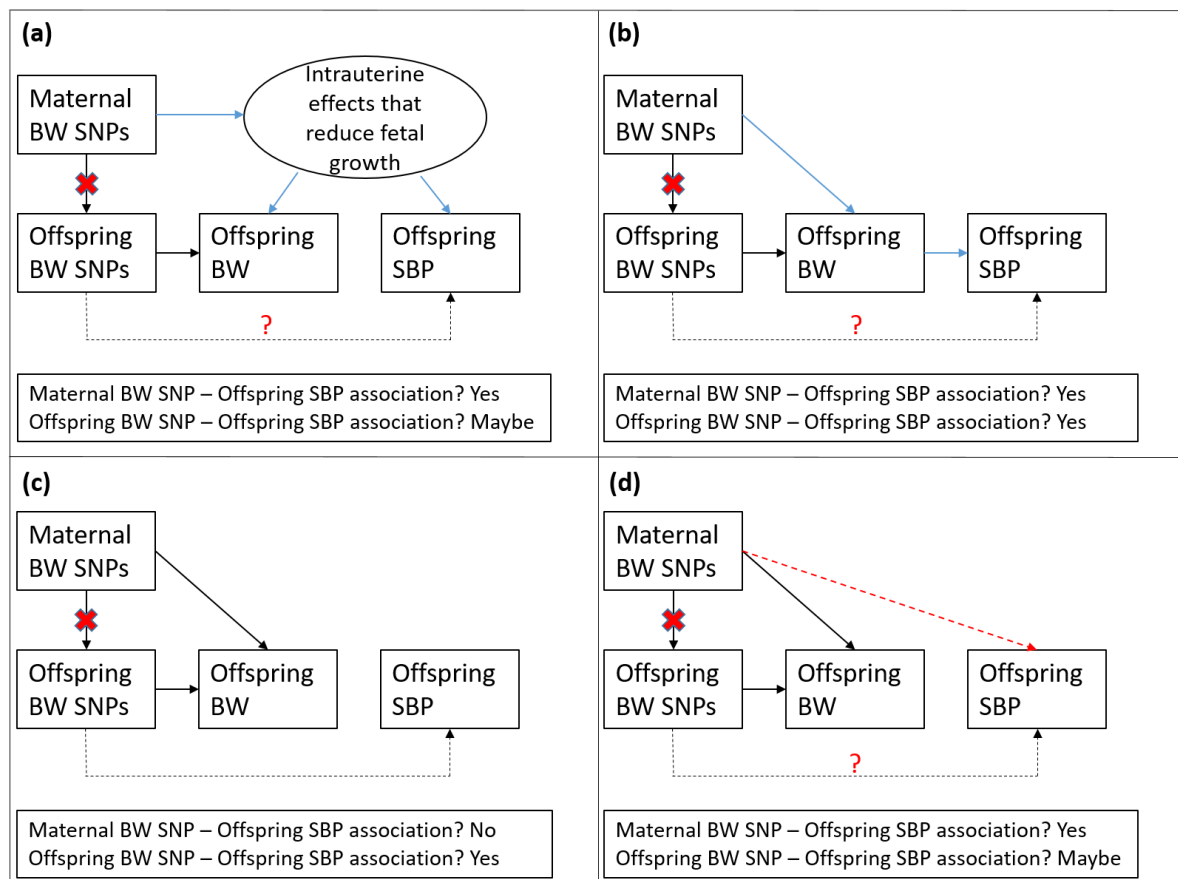 (a)
Maternal
BW SNPs
Intrauterine
effects that
reduce fetal
growth
Offspring
BW SNPs
Offspring
BW
Offspring
SBP
?
Maternal BW SNP – Offspring SBP association? Yes
Offspring BW SNP – Offspring SBP association? Maybe
(b)
Maternal
BW SNPs
Offspring
BW SNPs
Offspring
BW
Offspring
SBP
?
Maternal BW SNP – Offspring SBP association? Yes
Offspring BW SNP – Offspring SBP association? Yes
(c)
Maternal
BW SNPs
Offspring
BW SNPs
Offspring
BW
Offspring
SBP
Maternal BW SNP – Offspring SBP association? No
Offspring BW SNP – Offspring SBP association? Yes
(d)
Maternal
BW SNPs
Offspring
BW SNPs
Offspring
BW
Offspring
SBP
?
Maternal BW SNP – Offspring SBP association? Yes
Offspring BW SNP – Offspring SBP association? Maybe